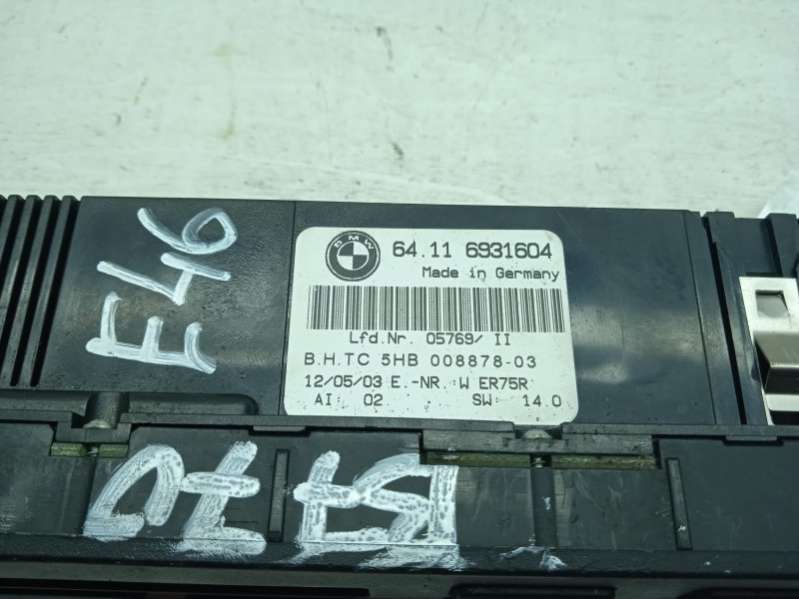 E46
BMW
64.11 6931604
Made in Germany
Lfd.Nr. 05769/ II
B.H.TC 5HB 008878-03
12/05/03 E.-NR.:W ER75R
AI: 02 SW: 14.0